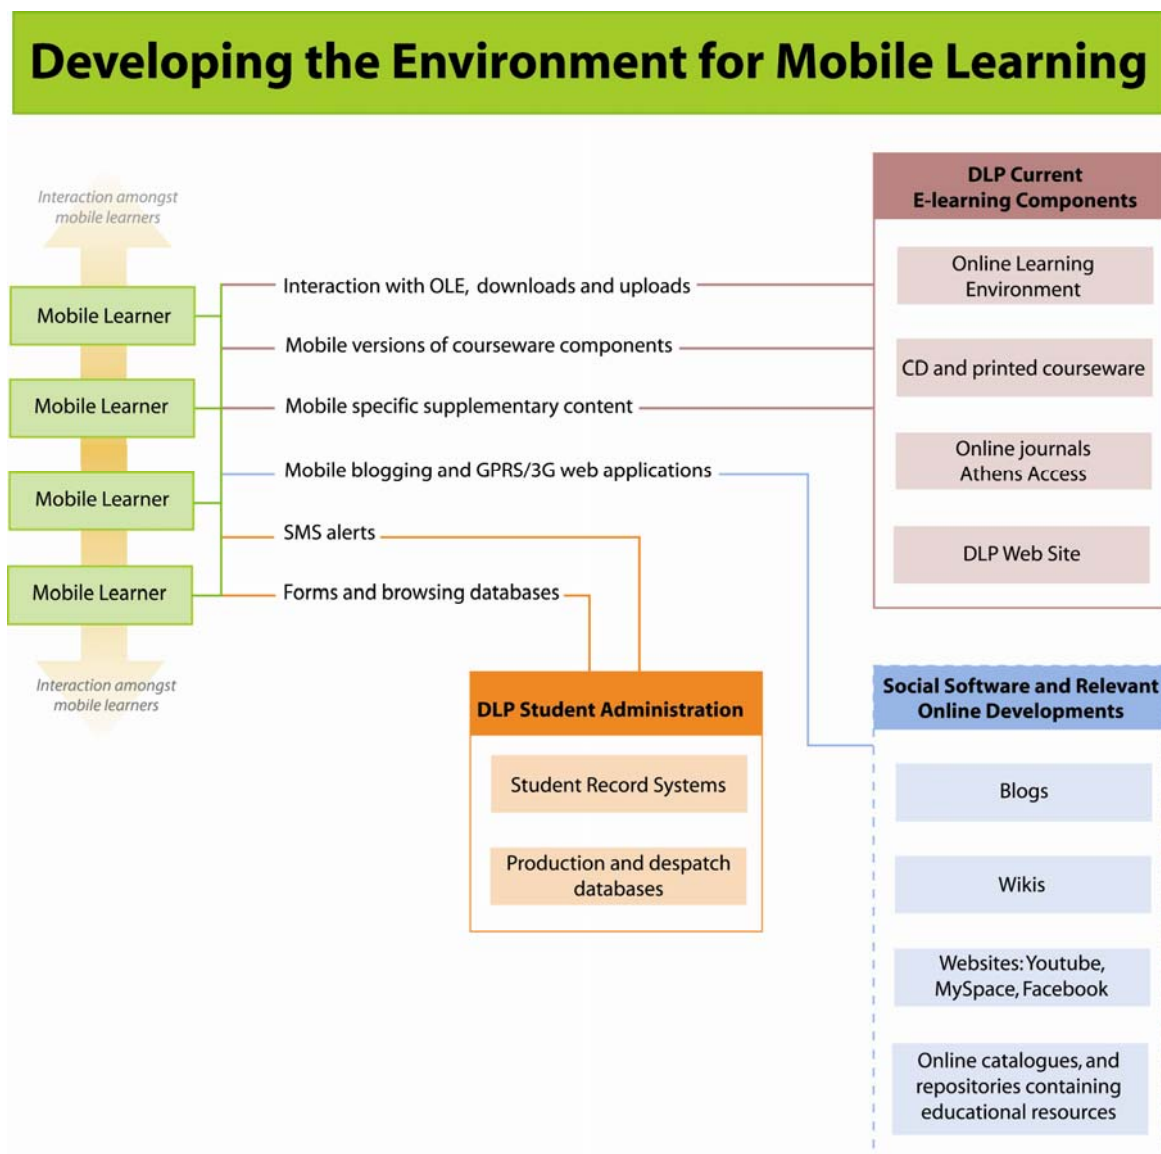 Developing the Environment for Mobile Learning
Interaction amongst
mobile learners
Mobile Learner
Mobile Learner
Mobile Learner
Mobile Learner
Interaction amongst
mobile learners
Interaction with OLE, downloads and uploads
Mobile versions of courseware components
Mobile specific supplementary content
Mobile blogging and GPRS/3G web applications
SMS alerts
Forms and browsing databases
DLP Current
E-learning Components
Online Learning
Environment
CD and printed courseware
Online journals
Athens Access
DLP Web Site
DLP Student Administration
Student Record Systems
Production and despatch
databases
Social Software and Relevant
Online Developments
Blogs
Wikis
Websites: Youtube,
MySpace, Facebook
Online catalogues, and
repositories containing
educational resources